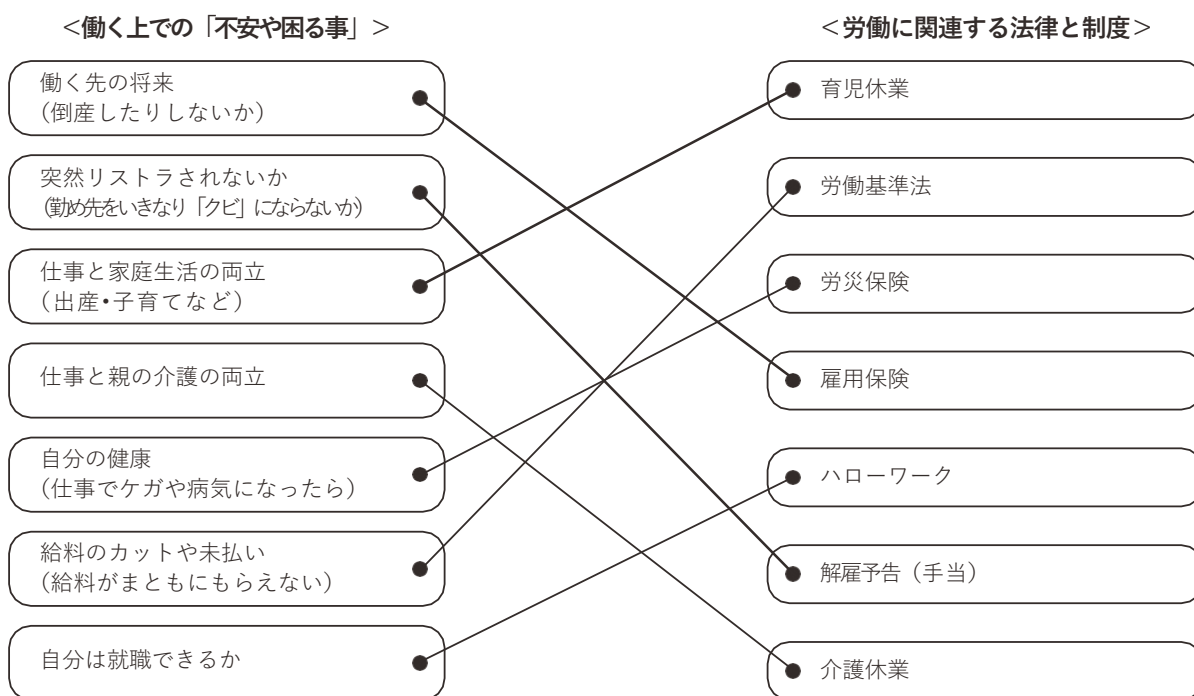 <働く上での「不安や困る事」>
働く先の将来
(倒産したりしないか)
突然リストラされないか
(勤め先をいきなり「クビ」にならないか)
仕事と家庭生活の両立
(出産・子育てなど)
仕事と親の介護の両立
自分の健康
(仕事でケガや病気になったら)
給料のカットや未払い
(給料がまともにもらえない)
自分は就職できるか
<労働に関連する法律と制度>
育児休業
労働基準法
労災保険
雇用保険
ハローワーク
解雇予告(手当)
介護休業